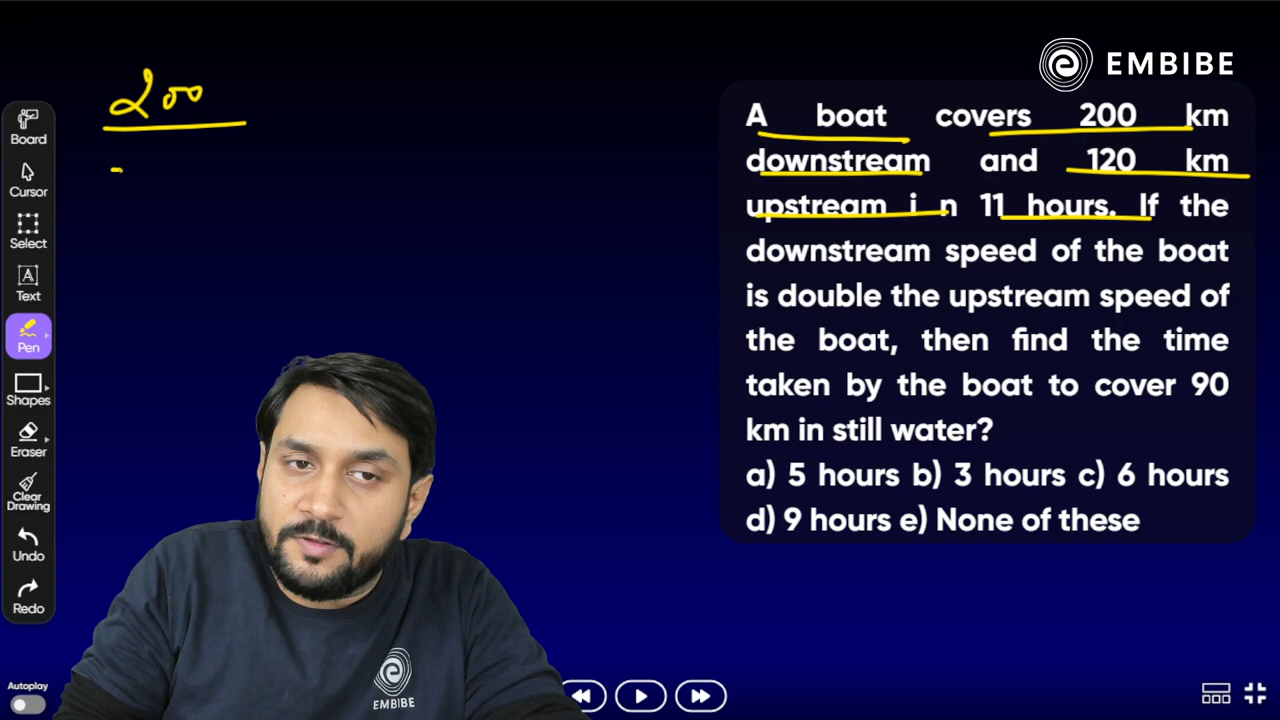 EMBIBE
200
A boat covers 200 km
downstream and 120 km
upstream i n 11 hours. If the
downstream speed of the boat
is double the upstream speed of
the boat, then find the time
taken by the boat to cover 90
km in still water?
a) 5 hours b) 3 hours c) 6 hours
d) 9 hours e) None of these
Board
Cursor
Select
A
Text
Pen
Shapes
Eraser
Clear
Drawing
Undo
Redo
Autoplay
EMBIBE